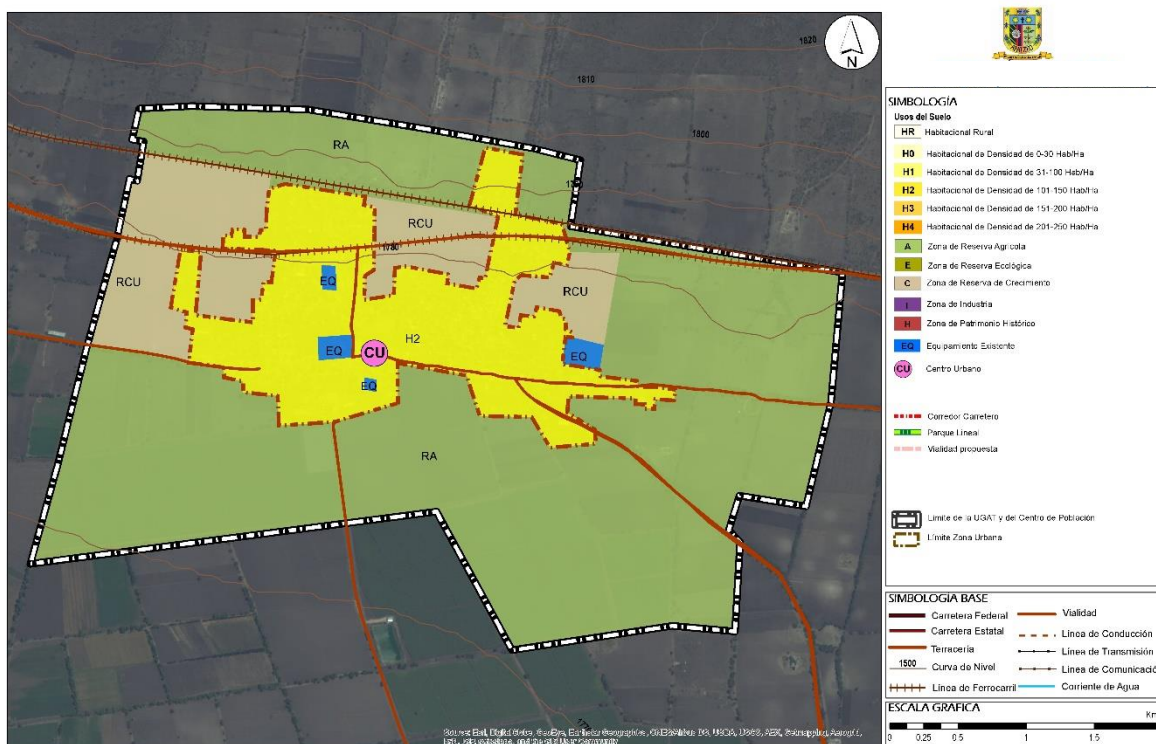 1820
1810
1800
N
RA
RCU
1780
RCU
RCU
EQ
H2
EQ
CU
EQ
EQ
RA
SIMBOLOGÍA
Usos del Suelo
HR Habitacional Rural
H0 Habitacional de Densidad de 0-30 Hab/Ha
H1 Habitacional de Densidad de 31-100 Hab/Ha
H2 Habitacional de Densidad de 101-150 Hab/Ha
H3 Habitacional de Densidad de 151-200 Hab/Ha
H4 Habitacional de Densidad de 201-250 Hab/Ha
A Zona de Reserva Agrícola
E Zona de Reserva Ecológica
C Zona de Reserva de Crecimiento
I Zona de Industria
H Zona de Patrimonio Histórico
EQ Equipamiento Existente
CU Centro Urbano
Corredor Carretero
Parque Lineal
Vialidad propuesta
Limite de la UGAT y del Centro de Población
Límite Zona Urbana
SIMBOLOGÍA BASE
Carretera Federal
Carretera Estatal
Terracería
1500 Curva de Nivel
Línea de Ferrocarril
Vialidad
Línea de Conducción
Línea de Transmisión
Línea de Comunicació
Corriente de Agua
ESCALA GRÁFICA
Km
0 0.25 0.5 1 1.5